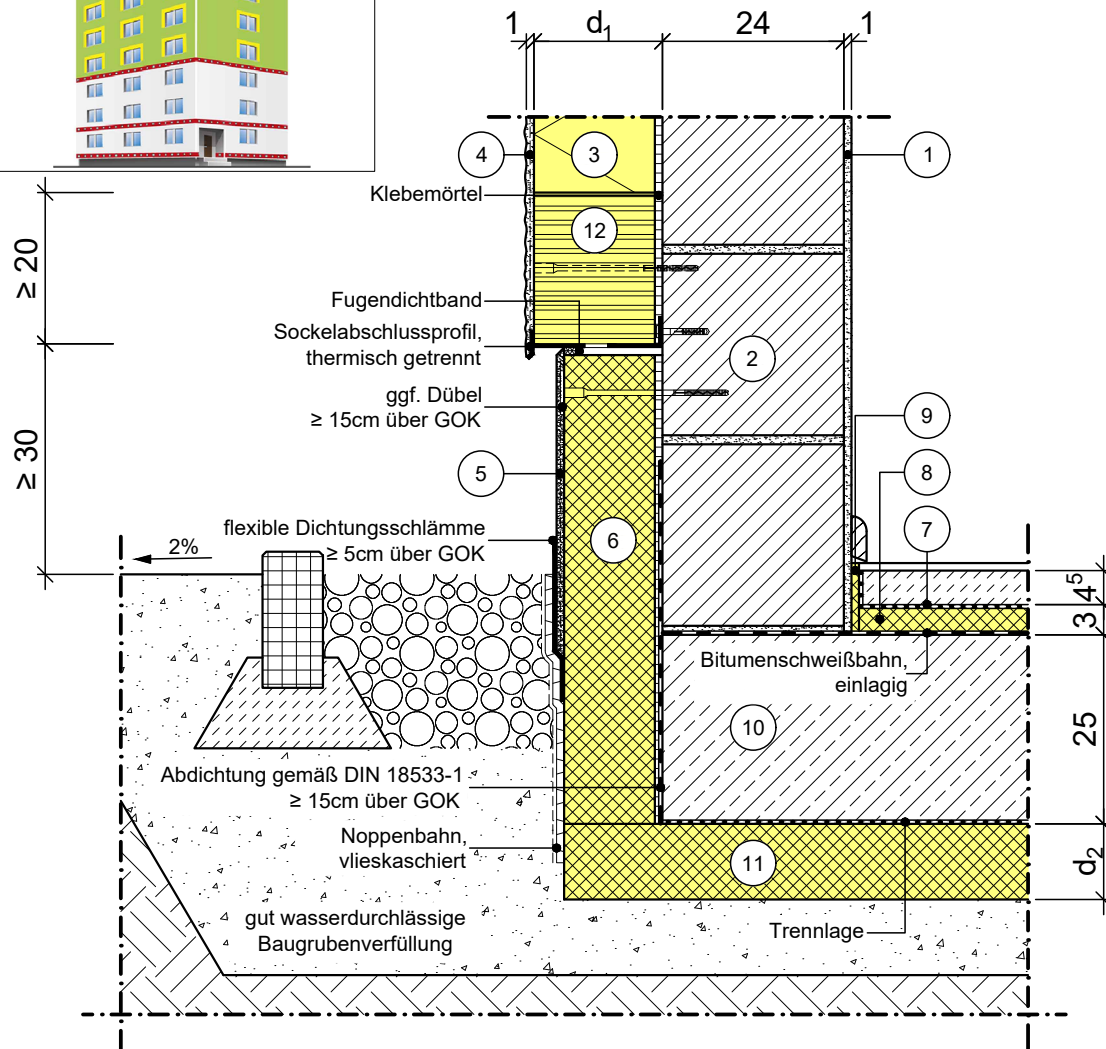 1
d₁
24
1
4
3
1
Klebemörtel
12
≥ 20
Fugendichtband
Sockelabschlussprofil,
thermisch getrennt
2
ggf. Dübel
≥ 15cm über GOK
9
≥ 30
5
8
flexible Dichtungsschlämme
≥ 5cm über GOK
6
7
2%
4⁵
3
Bitumenschweißbahn,
einlagig
10
25
Abdichtung gemäß DIN 18533-1
≥ 15cm über GOK
Noppenbahn,
vlieskaschiert
11
d₂
gut wasserdurchlässige
Baugrubenverfüllung
Trennlage